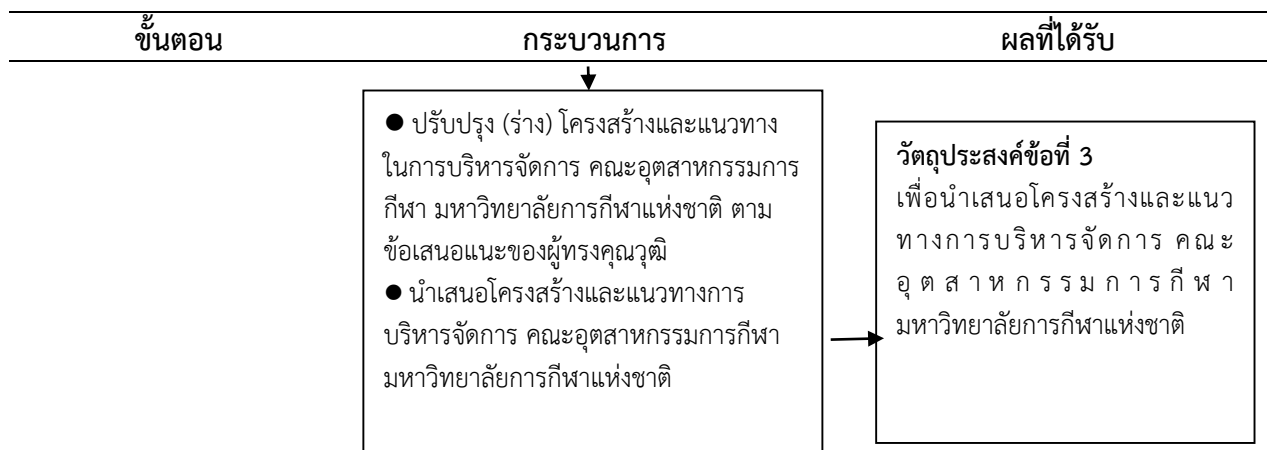 ขั้นตอน กระบวนการ ผลที่ได้รับ
● ปรับปรุง (ร่าง) โครงสร้างและแนวทาง
ในการบริหารจัดการ คณะอุตสาหกรรมการ
กีฬา มหาวิทยาลัยการกีฬาแห่งชาติ ตาม
ข้อเสนอแนะของผู้ทรงคุณวุฒิ
● นำเสนอโครงสร้างและแนวทางการ
บริหารจัดการ คณะอุตสาหกรรมการกีฬา
มหาวิทยาลัยการกีฬาแห่งชาติ
วัตถุประสงค์ข้อที่ 3
เพื่อนำเสนอโครงสร้างและแนว
ทางการบริหารจัดการ คณะ
อุตสาหกรรมการกีฬา
มหาวิทยาลัยการกีฬาแห่งชาติ